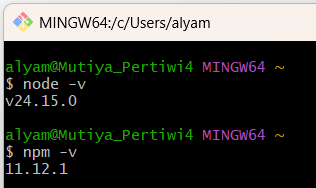 MINGW64:/c/Users/alyam
alyam@Mutiya_Pertiwi4 MINGW64 ~
$ node -v
v24.15.0
alyam@Mutiya_Pertiwi4 MINGW64 ~
$ npm -v
11.12.1